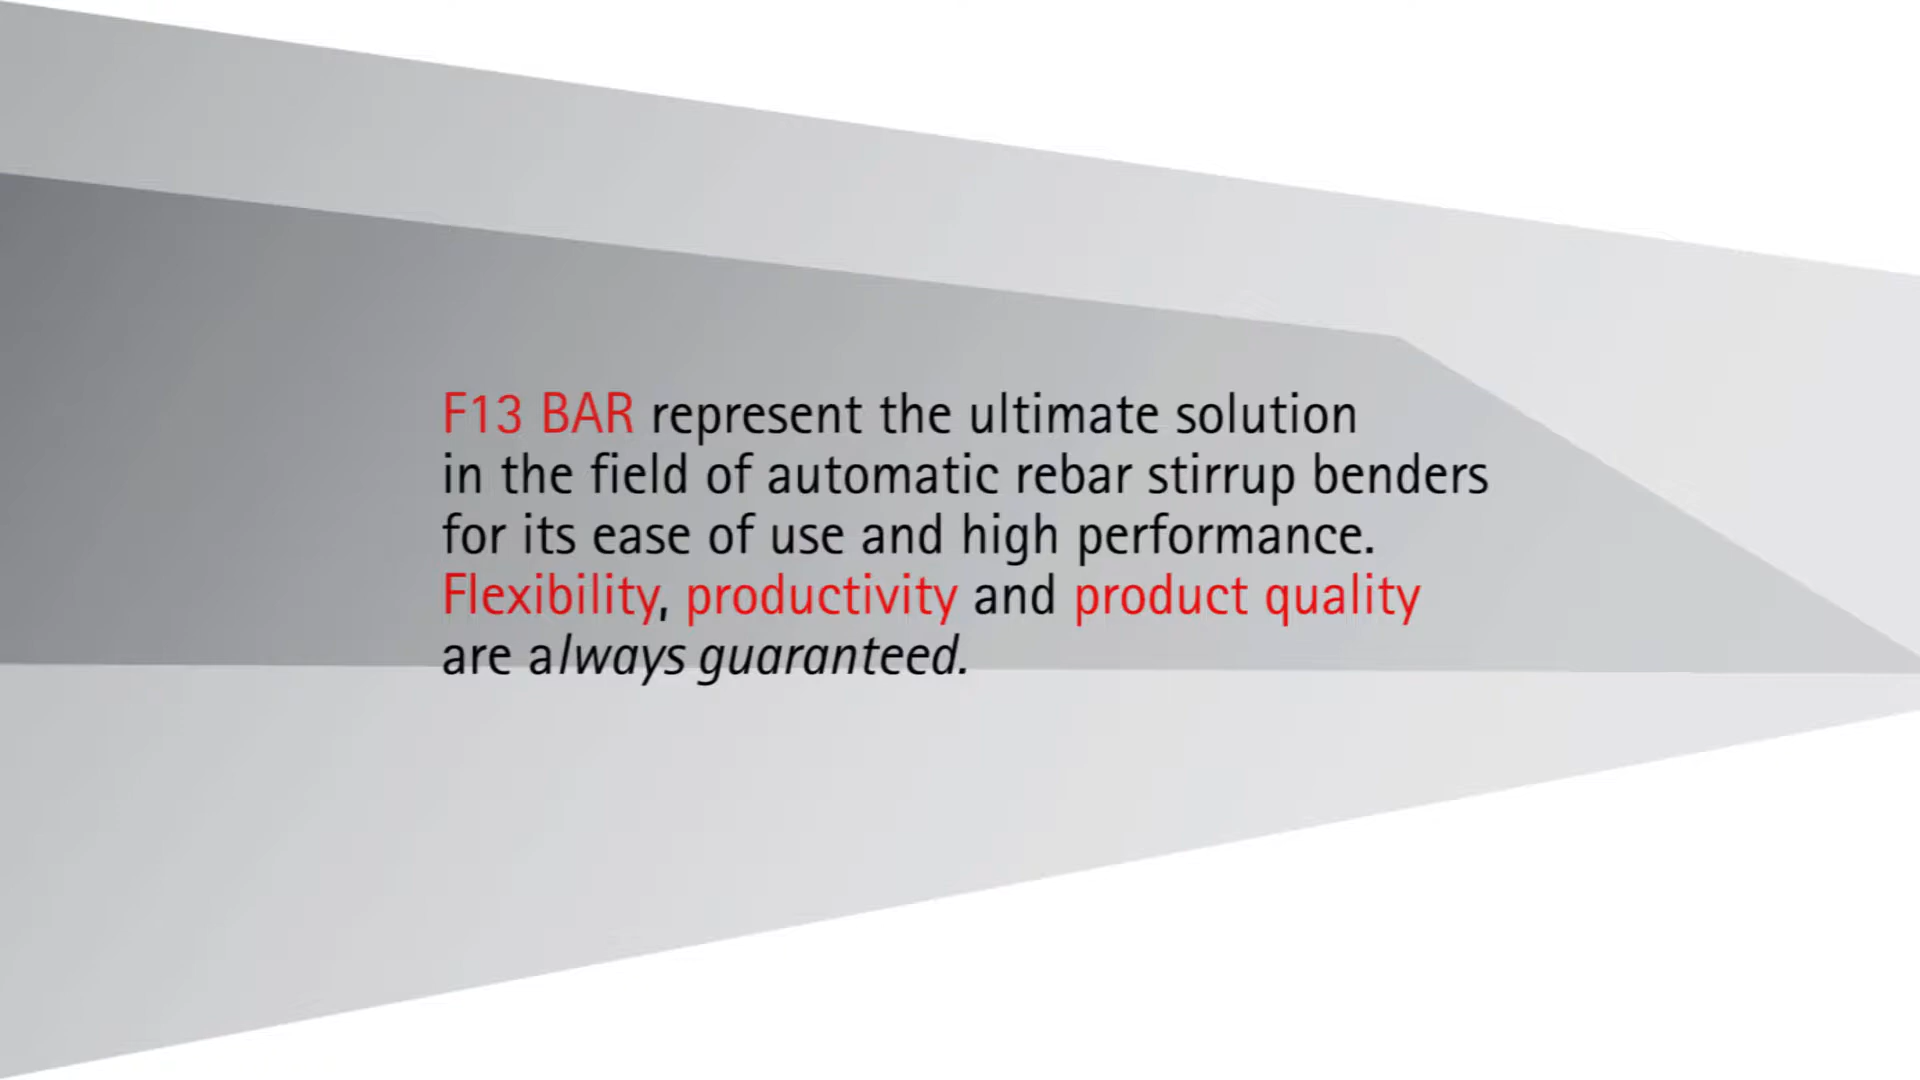 F13 BAR represent the ultimate solution
in the field of automatic rebar stirrup benders
for its ease of use and high performance.
Flexibility, productivity and product quality
are always guaranteed.